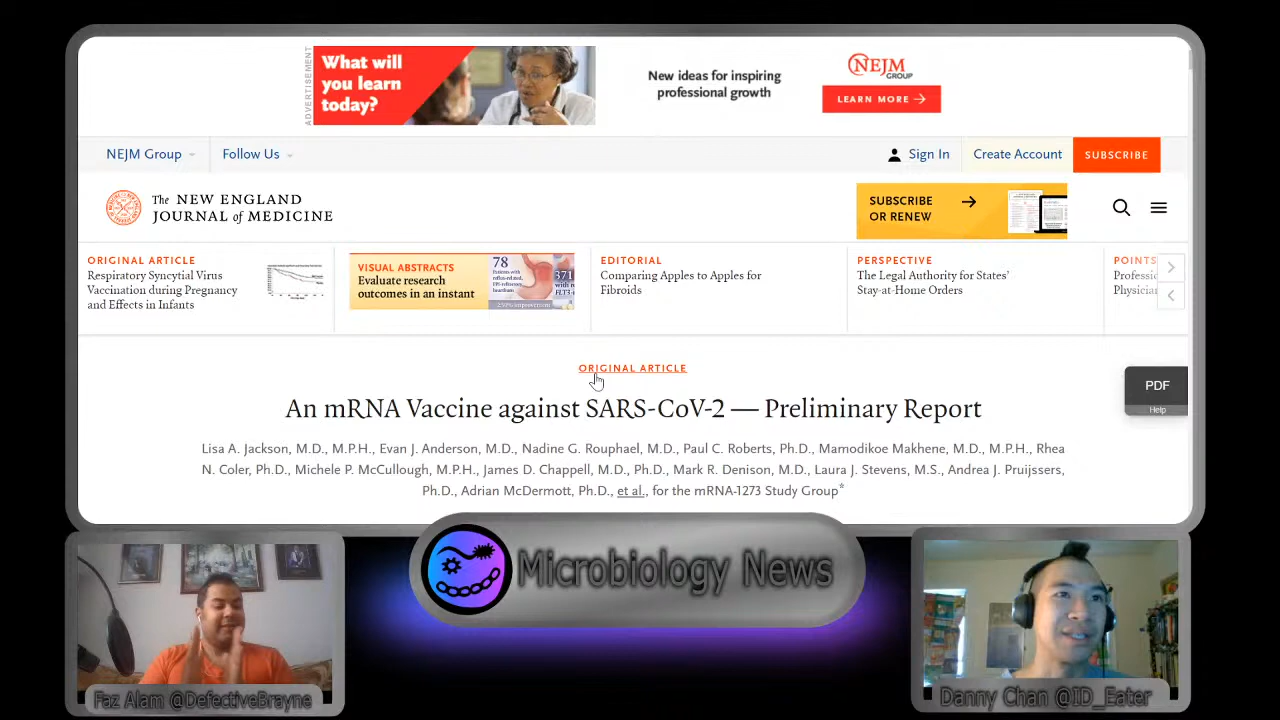 ADVERTISEMENT
What will
you learn
today?
New ideas for inspiring
professional growth
NEJM
GROUP
LEARN MORE →
NEJM Group
Follow Us
Sign In
Create Account
SUBSCRIBE
The NEW ENGLAND
JOURNAL of MEDICINE
SUBSCRIBE
OR RENEW
ORIGINAL ARTICLE
Respiratory Syncytial Virus
Vaccination during Pregnancy
and Effects in Infants
VISUAL ABSTRACTS
Evaluate research
outcomes in an instant
78
371
EDITORIAL
Comparing Apples to Apples for
Fibroids
PERSPECTIVE
The Legal Authority for States'
Stay-at-Home Orders
POINTS
Professi
Physician
ORIGINAL ARTICLE
PDF
Help
An mRNA Vaccine against SARS-CoV-2 — Preliminary Report
Lisa A. Jackson, M.D., M.P.H., Evan J. Anderson, M.D., Nadine G. Rouphael, M.D., Paul C. Roberts, Ph.D., Mamodikoe Makhene, M.D., M.P.H., Rhea
N. Coler, Ph.D., Michele P. McCullough, M.P.H., James D. Chappell, M.D., Ph.D., Mark R. Denison, M.D., Laura J. Stevens, M.S., Andrea J. Pruijssers,
Ph.D., Adrian McDermott, Ph.D., et al., for the mRNA-1273 Study Group*
Microbiology News
Faz Alam @DefectiveBrayne
Danny Chan @ID_Eater